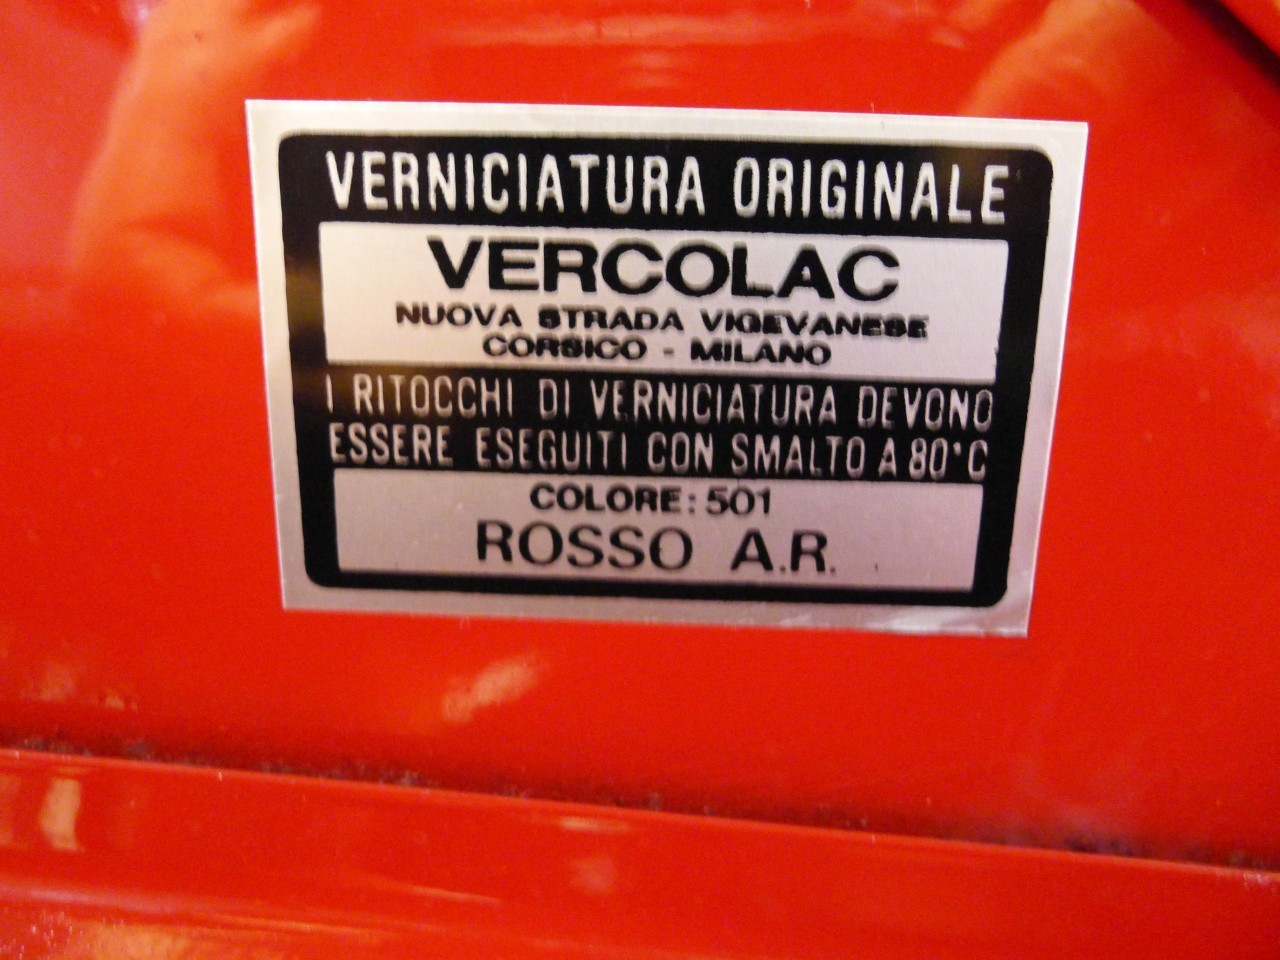 VERNICIATURA ORIGINALE
VERCOLAC
NUOVA STRADA VIGEVANESE
CORSICO - MILANO
I RITOCCHI DI VERNICIATURA DEVONO
ESSERE ESEGUITI CON SMALTO A 80°C
COLORE: 501
ROSSO A.R.